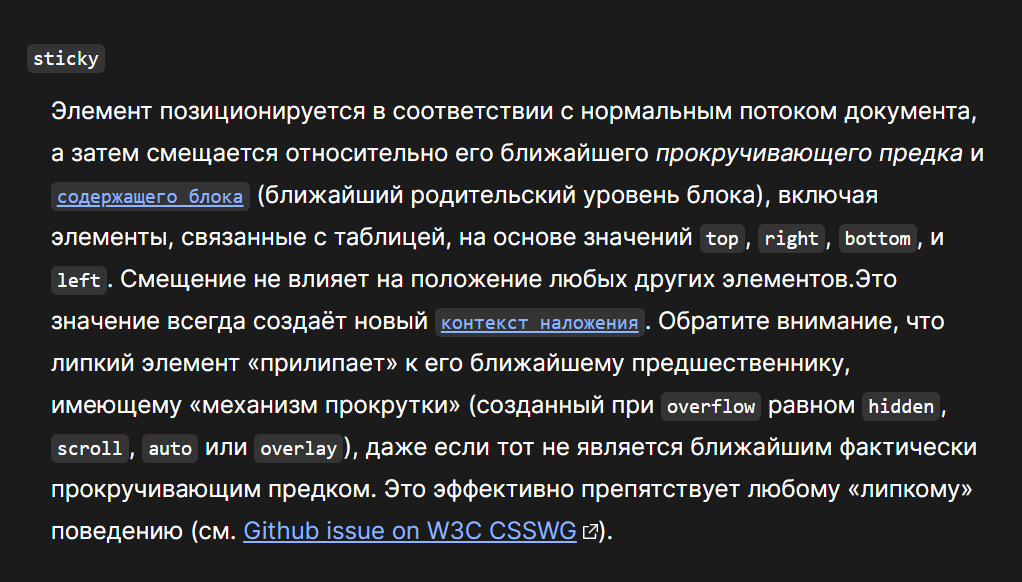 sticky
Элемент позиционируется в соответствии с нормальным потоком документа,
а затем смещается относительно его ближайшего прокручивающего предка и
содержащего блока (ближайший родительский уровень блока), включая
элементы, связанные с таблицей, на основе значений top, right, bottom, и
left. Смещение не влияет на положение любых других элементов.Это
значение всегда создаёт новый контекст наложения. Обратите внимание, что
липкий элемент «прилипает» к его ближайшему предшественнику,
имеющему «механизм прокрутки» (созданный при overflow равном hidden,
scroll, auto или overlay), даже если тот не является ближайшим фактически
прокручивающим предком. Это эффективно препятствует любому «липкому»
поведению (см. Github issue on W3C CSSWG).